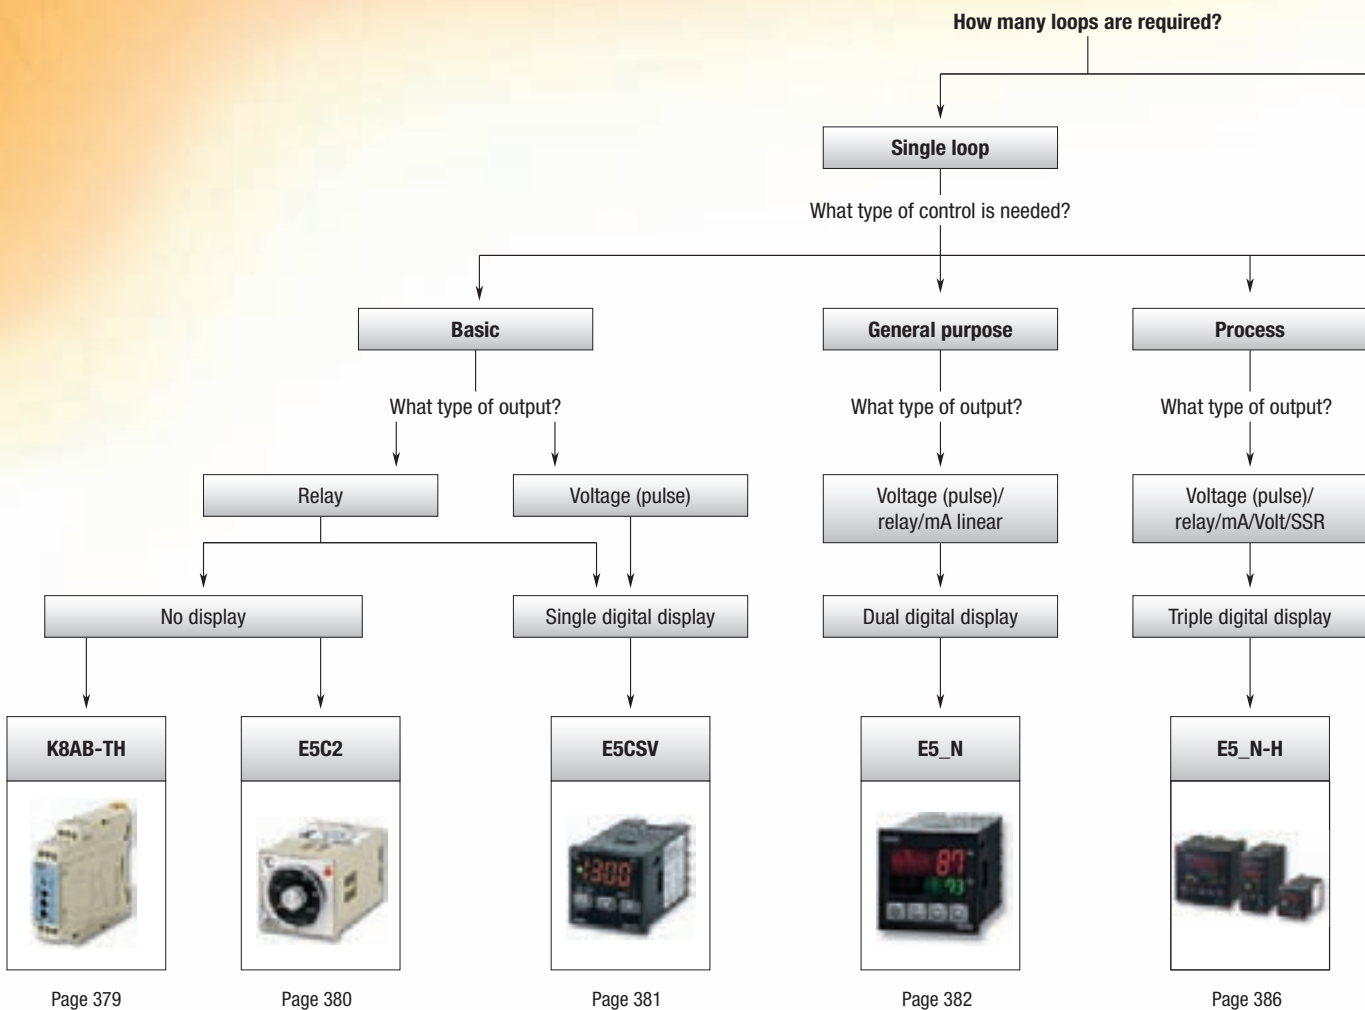 How many loops are required?
Single loop
What type of control is needed?
Basic
General purpose
Process
What type of output?
What type of output?
What type of output?
Relay
Voltage (pulse)
Voltage (pulse)/
relay/mA linear
Voltage (pulse)/
relay/mA/Volt/SSR
No display
Single digital display
Dual digital display
Triple digital display
K8AB-TH
E5C2
E5CSV
E5_N
E5_N-H
°C
1300
87
73
Page 379
Page 380
Page 381
Page 382
Page 386